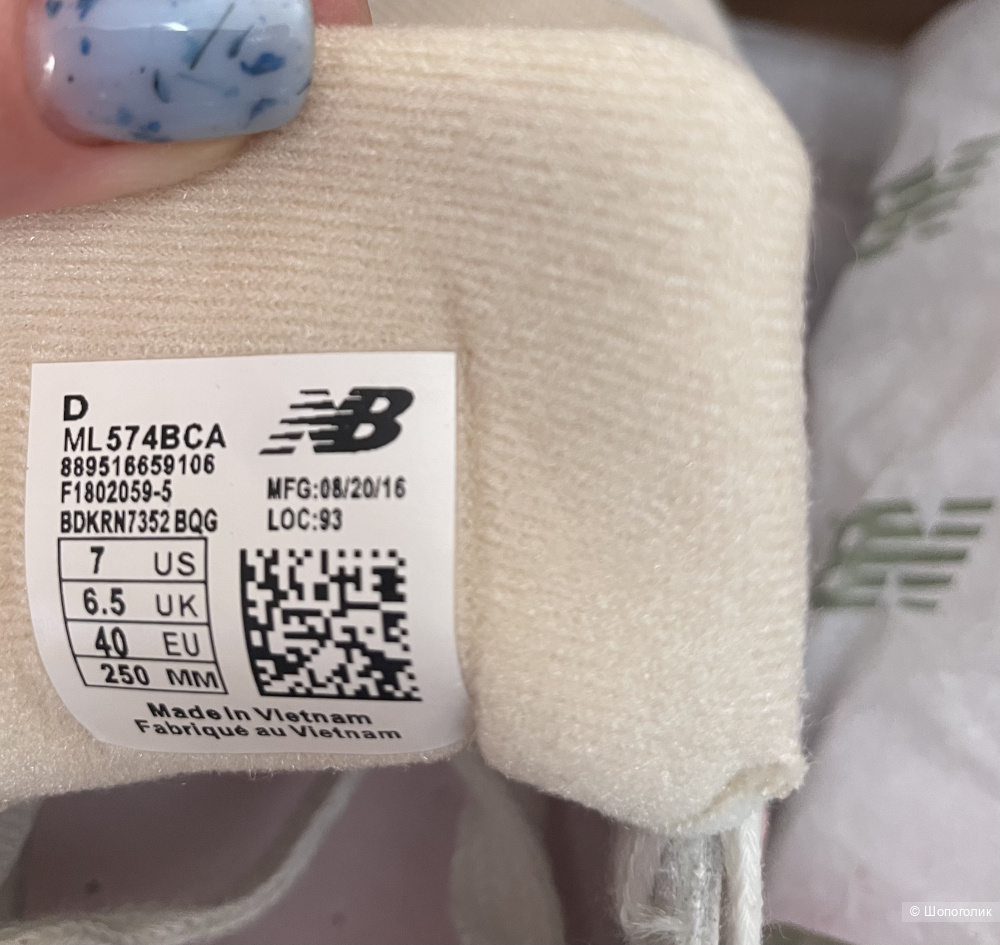 D
ML574BCA
889516659106
F1802059-5
BDKRN7352 BQG
NB
MFG:08/20/16
LOC:93
7 US
6.5 UK
40 EU
250 MM
Made In Vietnam
Fabriqué au Vietnam
© Шопоголик